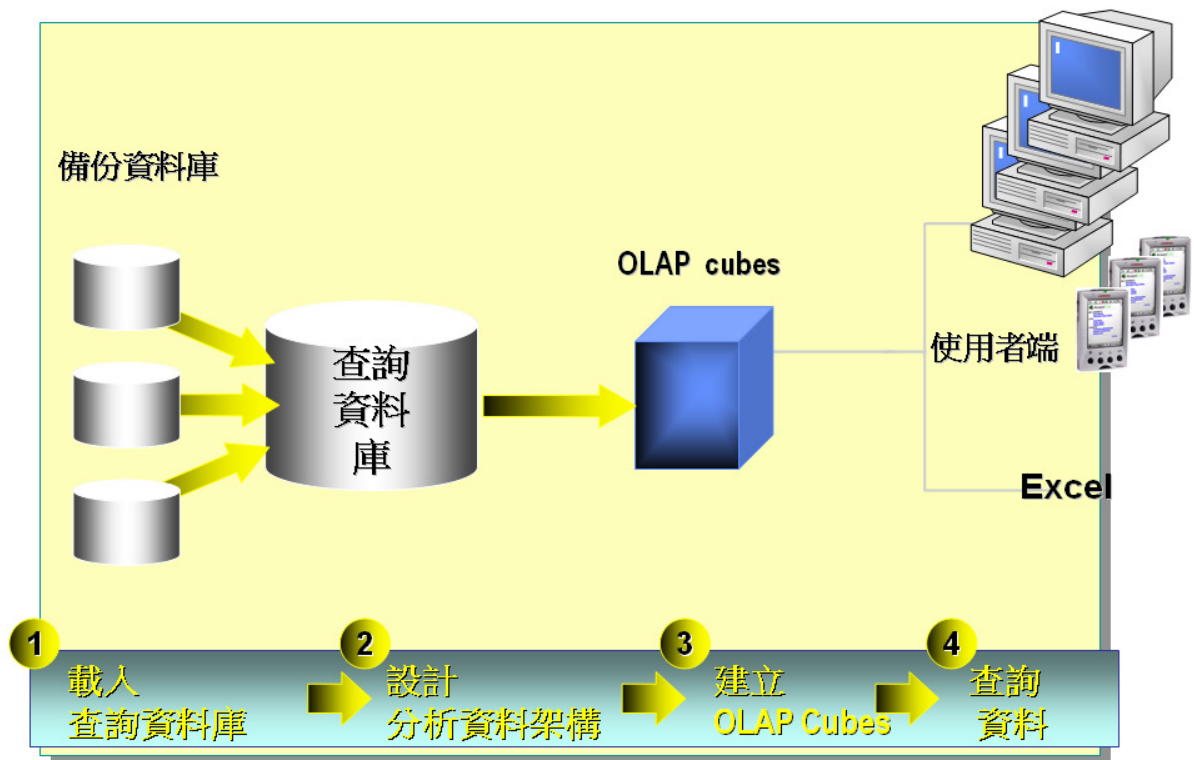 備份資料庫
OLAP cubes
查詢
資料
庫
使用者端
Excel
1
載入
查詢資料庫
2
設計
分析資料架構
3
建立
OLAP Cubes
4
查詢
資料